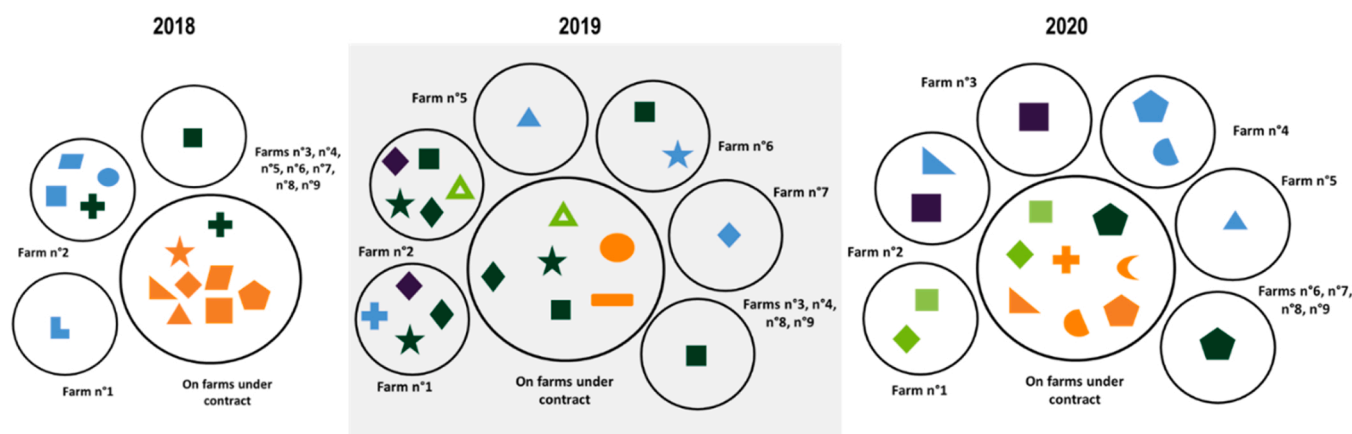 2018
2019
2020
Farms n°3, n°4,
n°5, n°6, n°7,
n°8, n°9
Farm n°2
Farm n°1
On farms under
contract
Farm n°5
Farm n°6
Farm n°7
Farm n°2
Farms n°3, n°4,
n°8, n°9
Farm n°1
On farms under
contract
Farm n°3
Farm n°4
Farm n°5
Farm n°2
Farms n°6, n°7,
n°8, n°9
Farm n°1
On farms under
contract